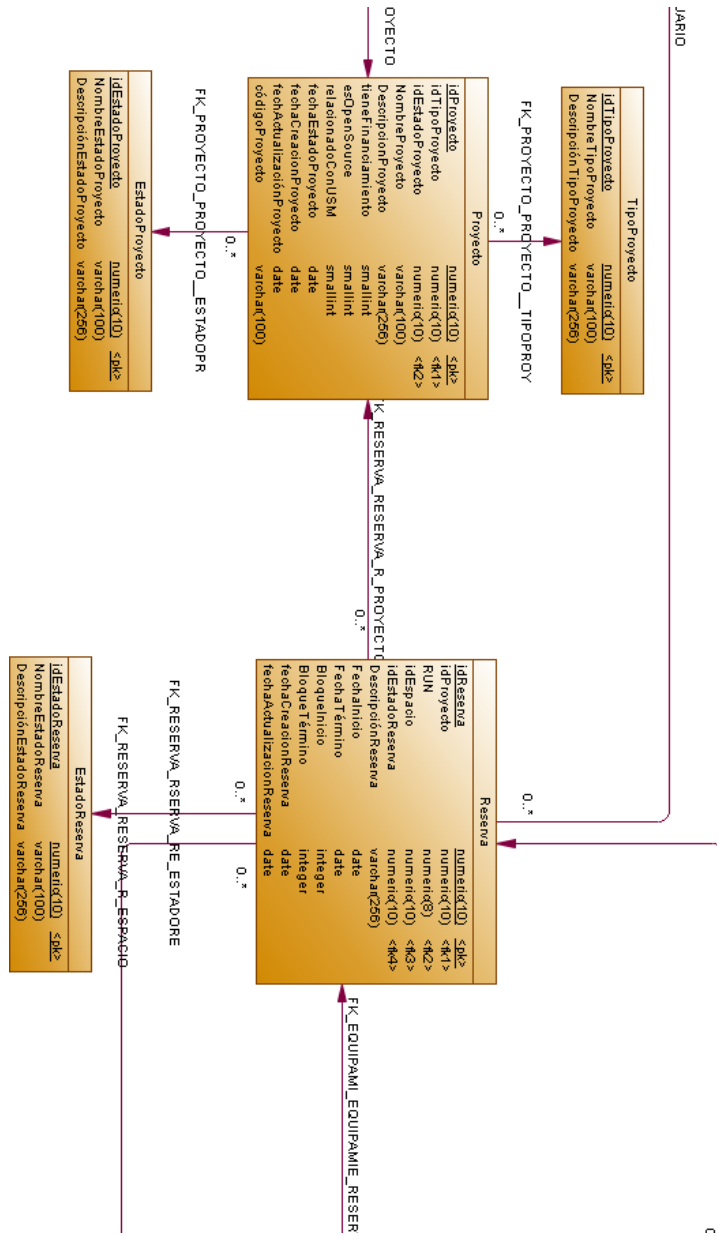 TipoProyecto
idTipoProyecto numeric(10) <pk>
NombreTipoProyecto varchar(100)
DescripciónTipoProyecto varchar(256)
0..*
FK_PROYECTO_PROYECTO__TIPOPROY
OYECTO
Proyecto
idProyecto numeric(10) <pk>
idTipoProyecto numeric(10) <fk1>
idEstadoProyecto numeric(10) <fk2>
NombreProyecto varchar(100)
DescripcionProyecto varchar(256)
tieneFinanciamiento smallint
esOpenSource smallint
relacionadoConUSM smallint
fechaEstadoProyecto date
fechaCreacionProyecto date
fechActualizaciónProyecto date
códigoProyecto varchar(100)
0..*
FK_PROYECTO_PROYECTO__ESTADOPR
EstadoProyecto
idEstadoProyecto numeric(10) <pk>
NombreEstadoProyecto varchar(100)
DescripciónEstadoProyecto varchar(256)
FK_RESERVA_RESERVA_R_PROYECTO
0..*
0..*
Reserva
idReserva numeric(10) <pk>
idProyecto numeric(10) <fk1>
RUN numeric(8) <fk2>
idEspacio numeric(10) <fk3>
idEstadoReserva numeric(10) <fk4>
DescripciónReserva varchar(256)
FechaInicio date
FechaTérmino date
BloqueInicio integer
BloqueTérmino integer
fechaCreacionReserva date
fechaActualizacionReserva date
0..*
0..*
FK_RESERVA_RSERVA_RE_ESTADORE
FK_RESERVA_RESERVA_R_ESPACIO
EstadoReserva
idEstadoReserva numeric(10) <pk>
NombreEstadoReserva varchar(100)
DescripciónEstadoReserva varchar(256)
FK_EQUIPAMI_EQUIPAMIE_RESER